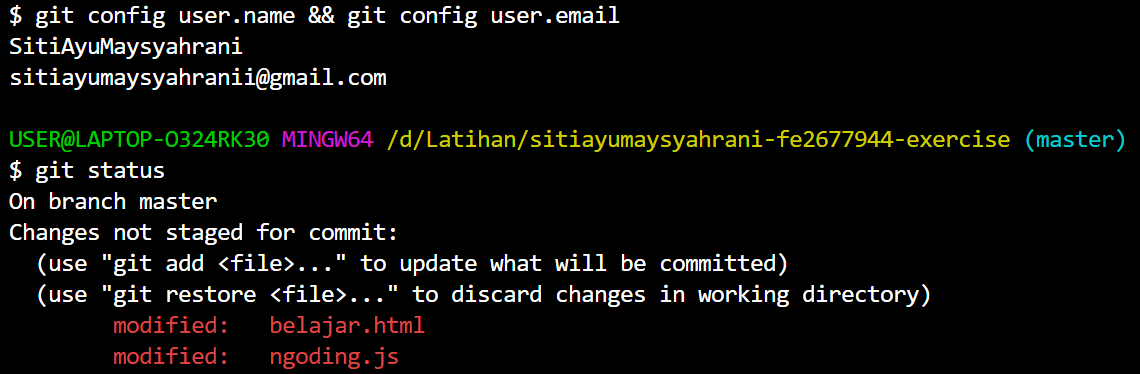 $ git config user.name && git config user.email
SitiAyuMaysyahrani
sitiayumaysyahranii@gmail.com
USER@LAPTOP-O324RK30 MINGW64 /d/Latihan/sitiayumaysyahrani-fe2677944-exercise (master)
$ git status
On branch master
Changes not staged for commit:
  (use "git add <file>..." to update what will be committed)
  (use "git restore <file>..." to discard changes in working directory)
        modified:   belajar.html
        modified:   ngoding.js